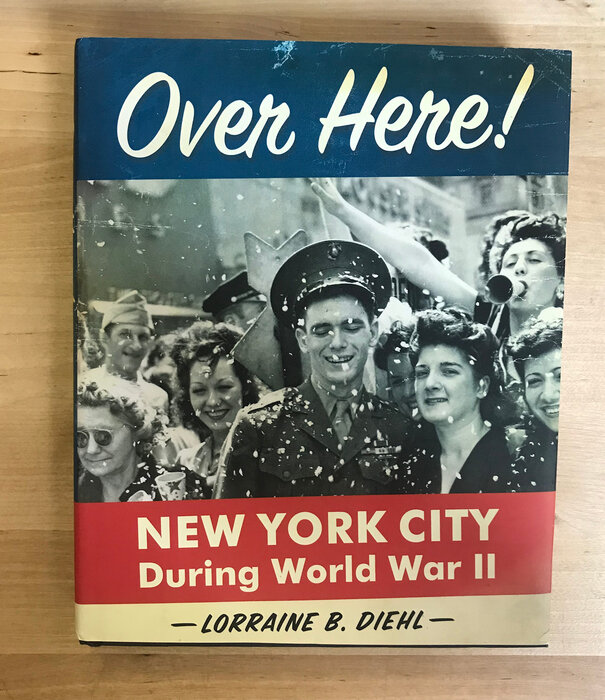 Over Here!
NEW YORK CITY
During World War II
—LORRAINE B. DIEHL—